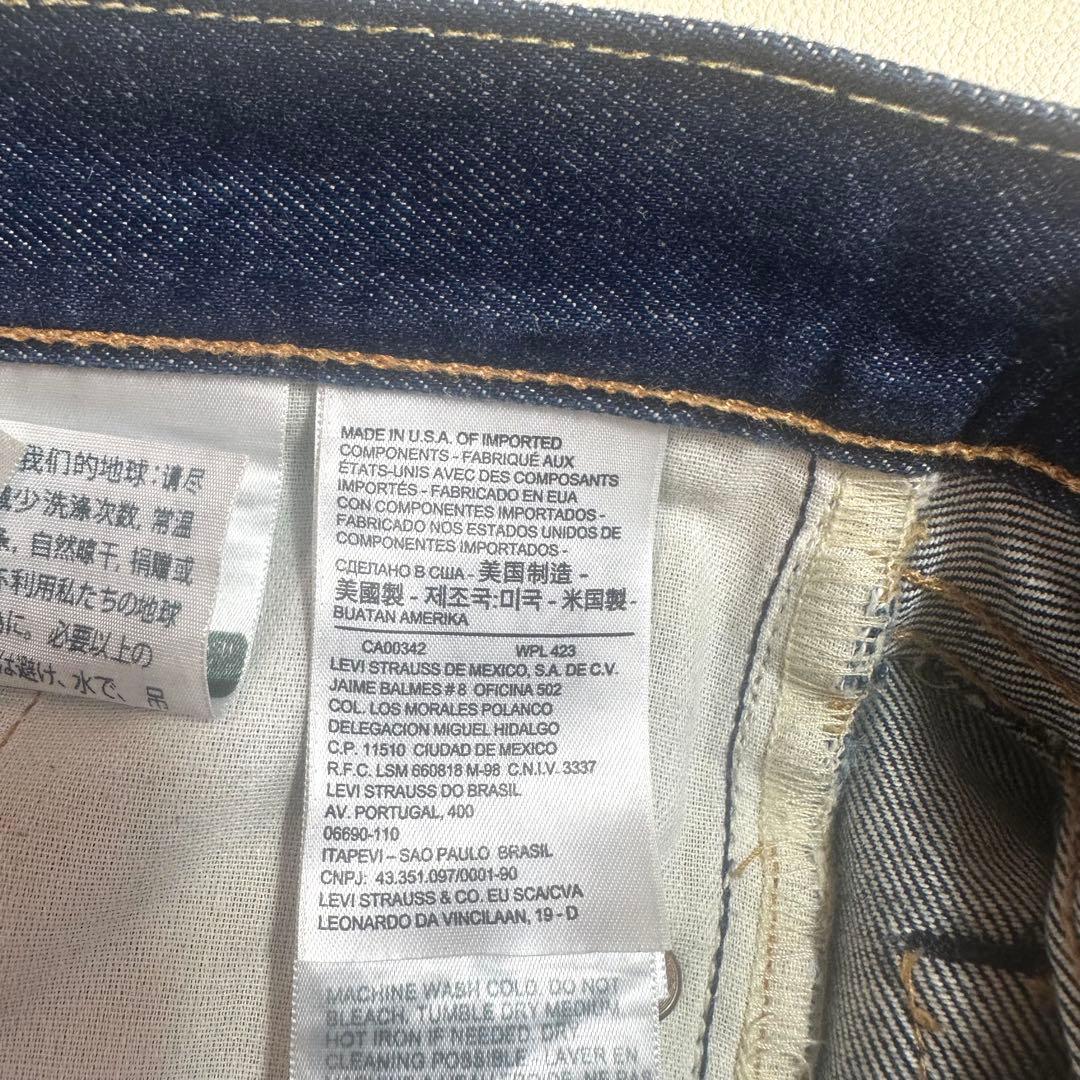 我们的地球:请尽
少洗涤次数,常温
自然晾干,捐赠或
不利用私たちの地球
に。必要以上の
は避け、水で、
MADE IN U.S.A. OF IMPORTED
COMPONENTS - FABRIQUÉ AUX
ÉTATS-UNIS AVEC DES COMPOSANTS
IMPORTÉS - FABRICADO EN EUA
CON COMPONENTES IMPORTADOS -
FABRICADO NOS ESTADOS UNIDOS DE
COMPONENTES IMPORTADOS -
СДЕЛАНО В США - 美国制造 -
美國製 - 제조국:미국 - 米国製 -
BUATAN AMERIKA
CA00342 WPL 423
LEVI STRAUSS DE MEXICO, S.A. DE C.V.
JAIME BALMES # 8 OFICINA 502
COL. LOS MORALES POLANCO
DELEGACION MIGUEL HIDALGO
C.P. 11510 CIUDAD DE MEXICO
R.F.C. LSM 660818 M-98 C.N.I.V. 3337
LEVI STRAUSS DO BRASIL
AV. PORTUGAL, 400
06690-110
ITAPEVI – SAO PAULO BRASIL
CNPJ: 43.351.097/0001-90
LEVI STRAUSS & CO. EU SCA/CVA
LEONARDO DA VINCILAAN, 19 - D
MACHINE WASH COLD, DO NOT
BLEACH, TUMBLE DRY MEDIUM,
HOT IRON IF NEEDED, DRY
CLEANING POSSIBLE. LAVER EN